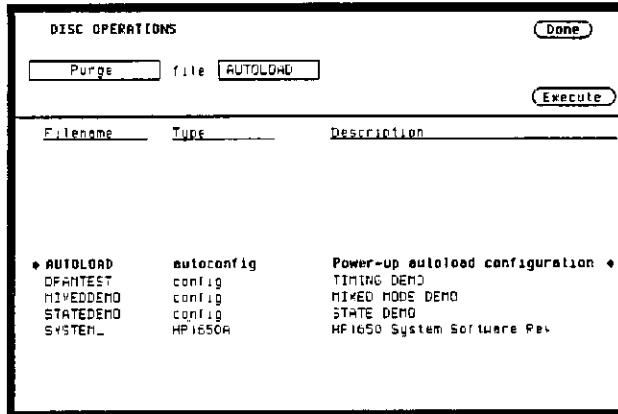 DISC OPERATIONS Done
Purge file AUTOLOAD
Execute
Filename Type Description
AUTOLOAD autoconfig Power-up autoload configuration
DRAMTEST config TIMING DEMO
MIXEDDEMO config MIXED MODE DEMO
STATEDEMO config STATE DEMO
SYSTEM_ HP1650A HP1650 System Software Rev